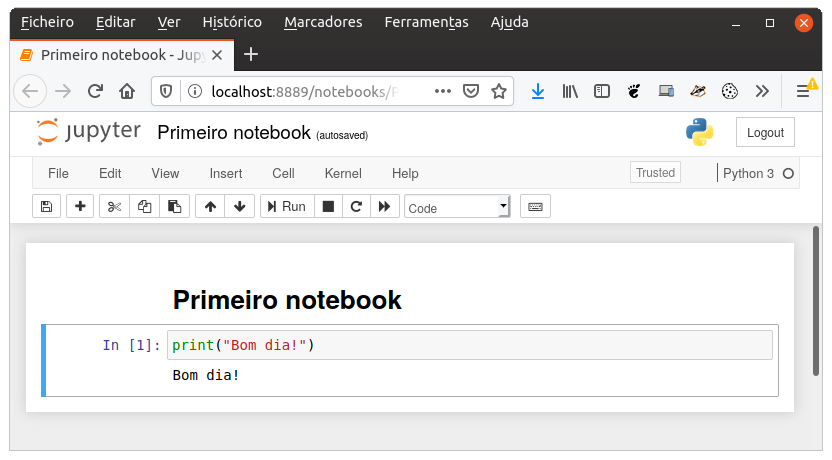 Ficheiro Editar Ver Histórico Marcadores Ferramentas Ajuda
Primeiro notebook - Jupy
localhost:8889/notebooks/P
jupyter Primeiro notebook (autosaved) Logout
File Edit View Insert Cell Kernel Help Trusted Python 3
Run Code
Primeiro notebook
In [1]: print("Bom dia!")
Bom dia!